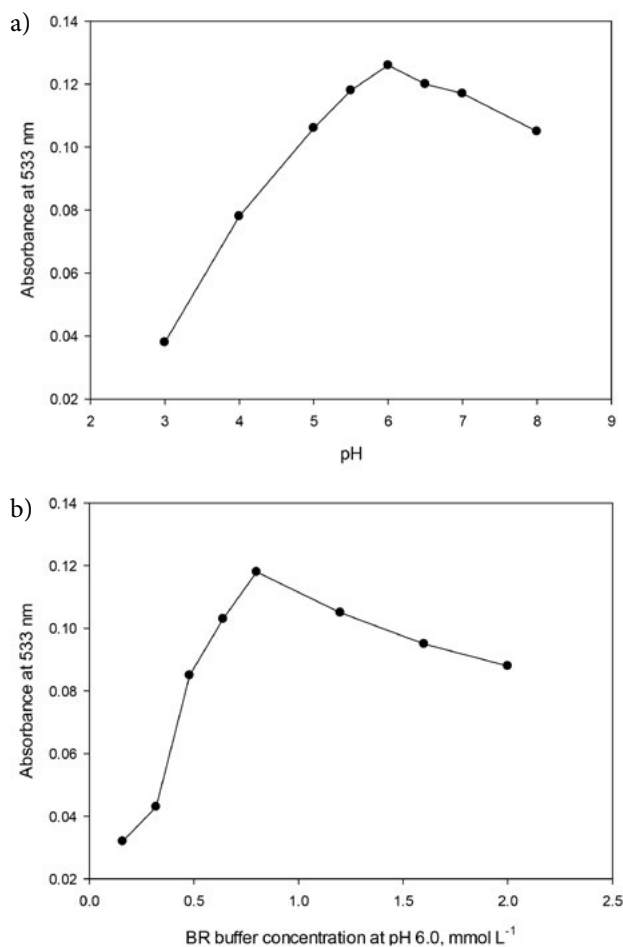 a)
0.14
0.12
0.10
0.08
0.06
0.04
0.02
Absorbance at 533 nm
2 3 4 5 6 7 8 9
pH
b)
0.14
0.12
0.10
0.08
0.06
0.04
0.02
Absorbance at 533 nm
0.0 0.5 1.0 1.5 2.0 2.5
BR buffer concentration at pH 6.0, mmol L⁻¹